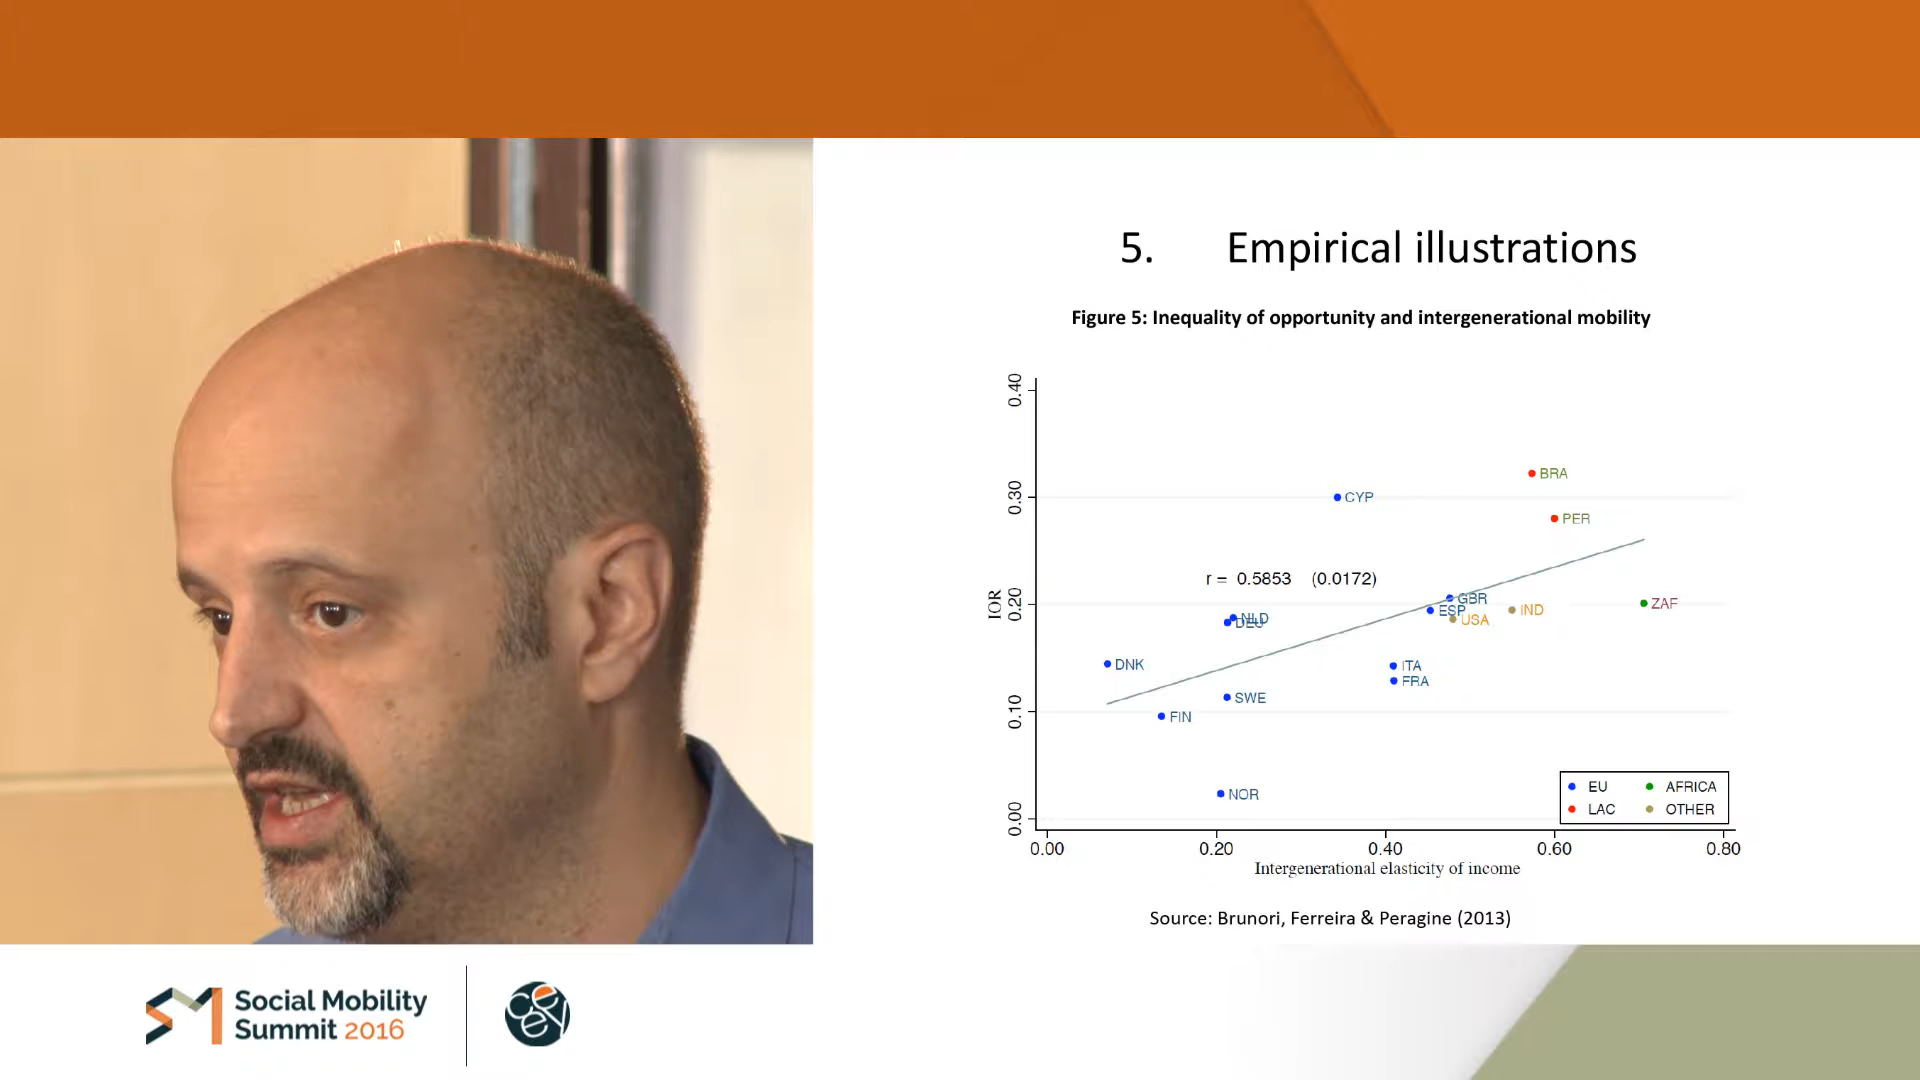 5. Empirical illustrations
Figure 5: Inequality of opportunity and intergenerational mobility
0.40
0.30
0.20
0.10
0.00
IOR
BRA
CYP
PER
r = 0.5853 (0.0172)
GBR
ZAF
ESP
IND
NLD
USA
DEU
DNK
ITA
FRA
SWE
FIN
NOR
EU
AFRICA
LAC
OTHER
0.00 0.20 0.40 0.60 0.80
Intergenerational elasticity of income
Source: Brunori, Ferreira & Peragine (2013)
SM
Social Mobility
Summit 2016
ceey